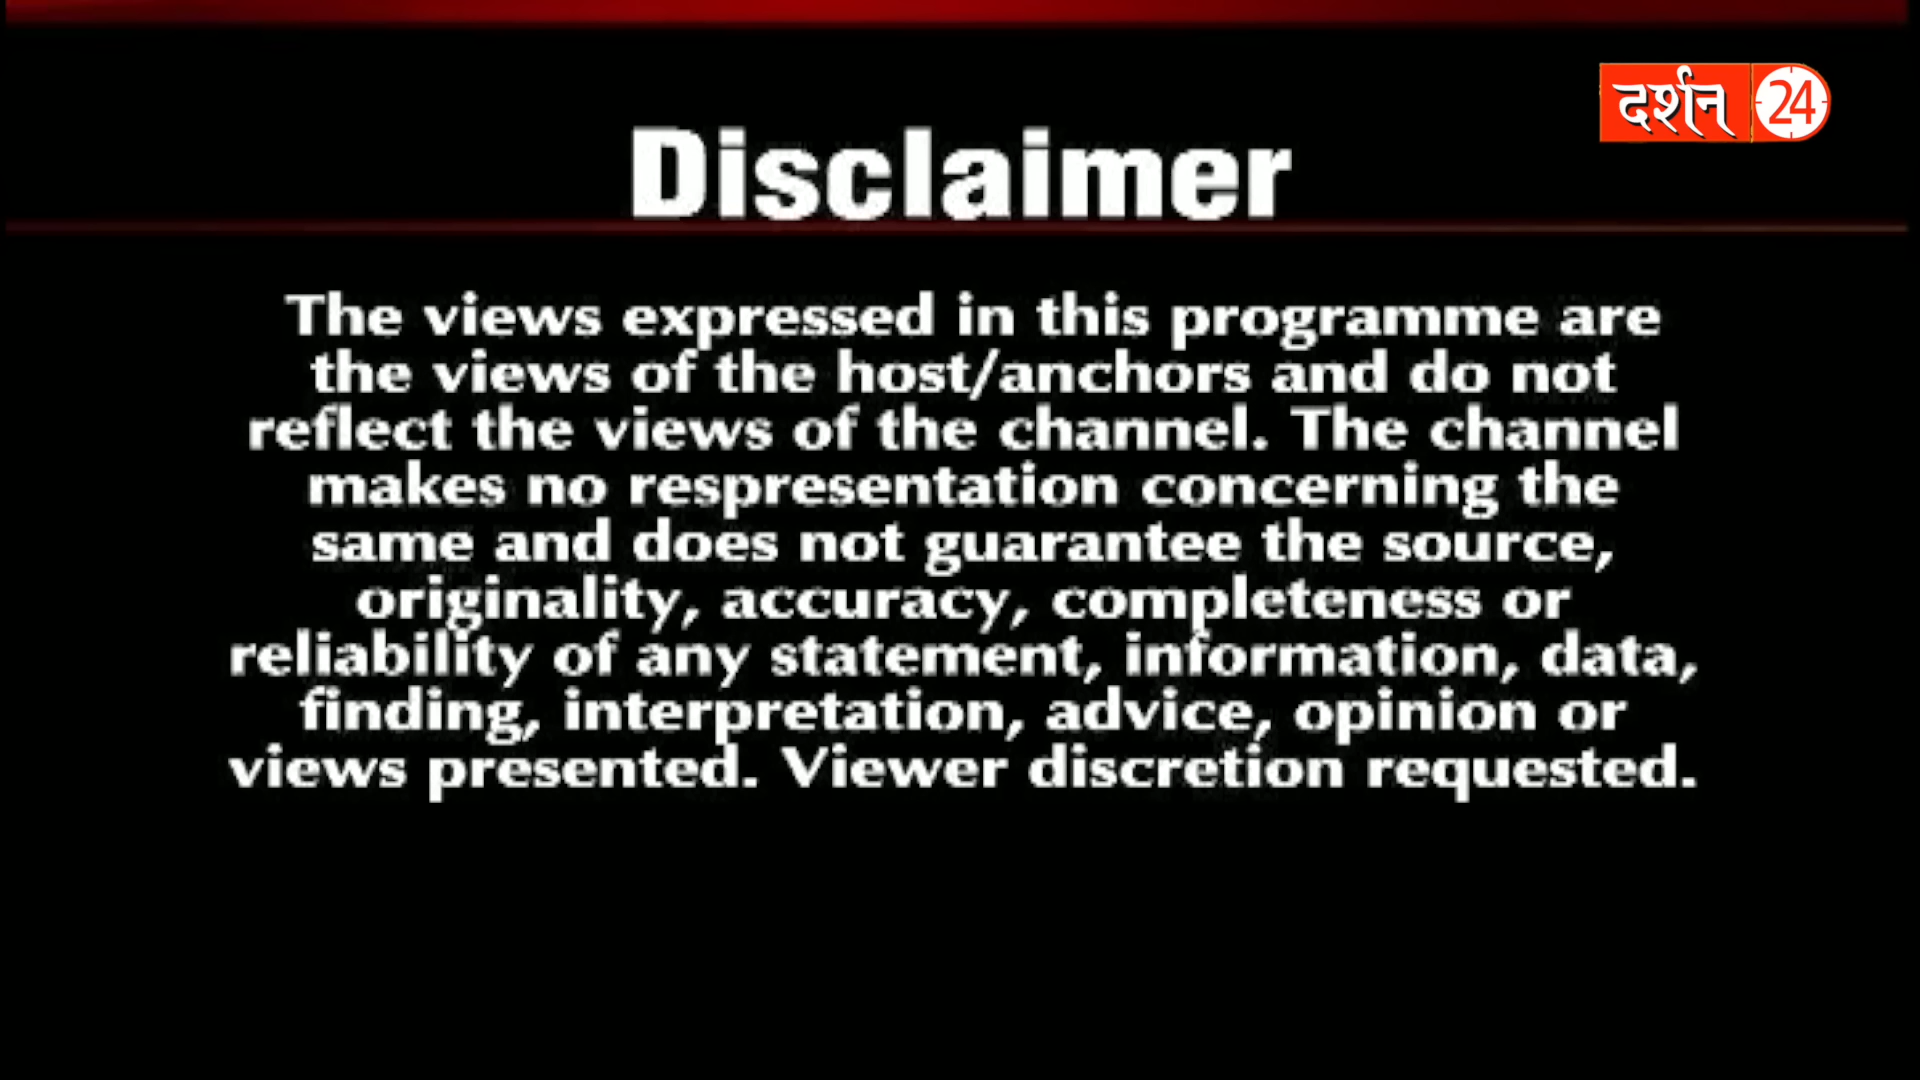 दर्शन 24
Disclaimer
The views expressed in this programme are
the views of the host/anchors and do not
reflect the views of the channel. The channel
makes no respresentation concerning the
same and does not guarantee the source,
originality, accuracy, completeness or
reliability of any statement, information, data,
finding, interpretation, advice, opinion or
views presented. Viewer discretion requested.